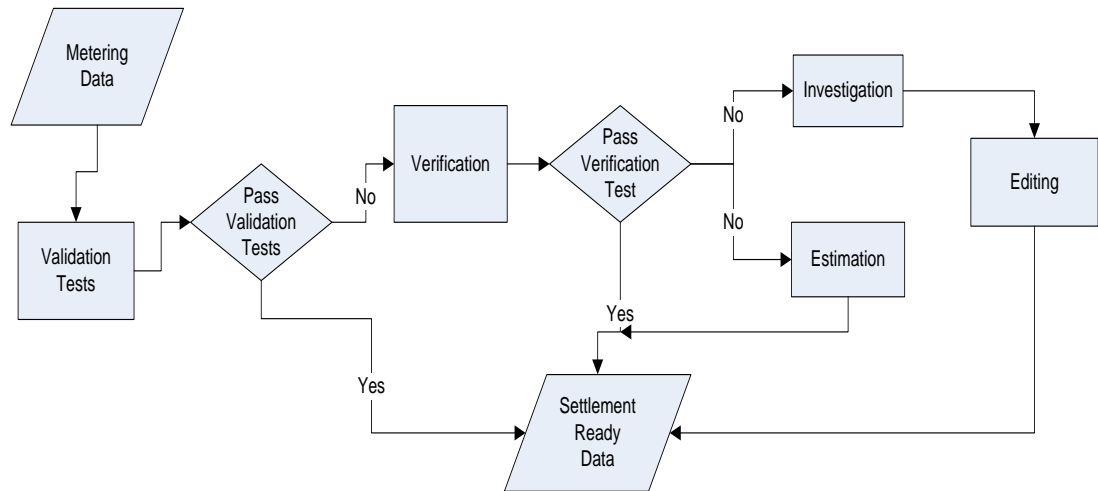 Metering
Data
Validation
Tests
Pass
Validation
Tests
No
Yes
Verification
Pass
Verification
Test
No
No
Yes
Investigation
Editing
Estimation
Settlement
Ready
Data